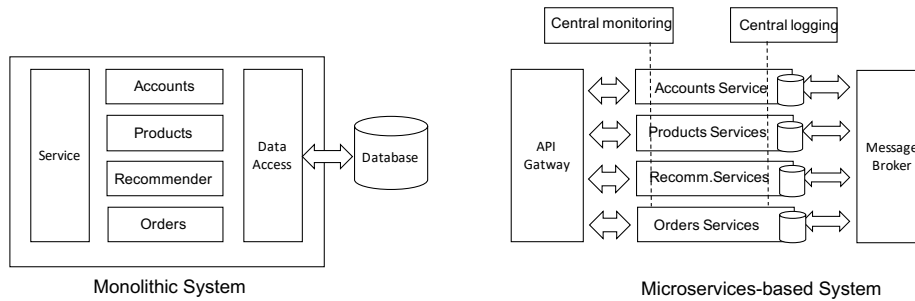 Central monitoring
Central logging
Service
Accounts
Products
Recommender
Orders
Data
Access
Database
Monolithic System
API
Gatway
Accounts Service
Products Services
Recomm.Services
Orders Services
Message
Broker
Microservices-based System